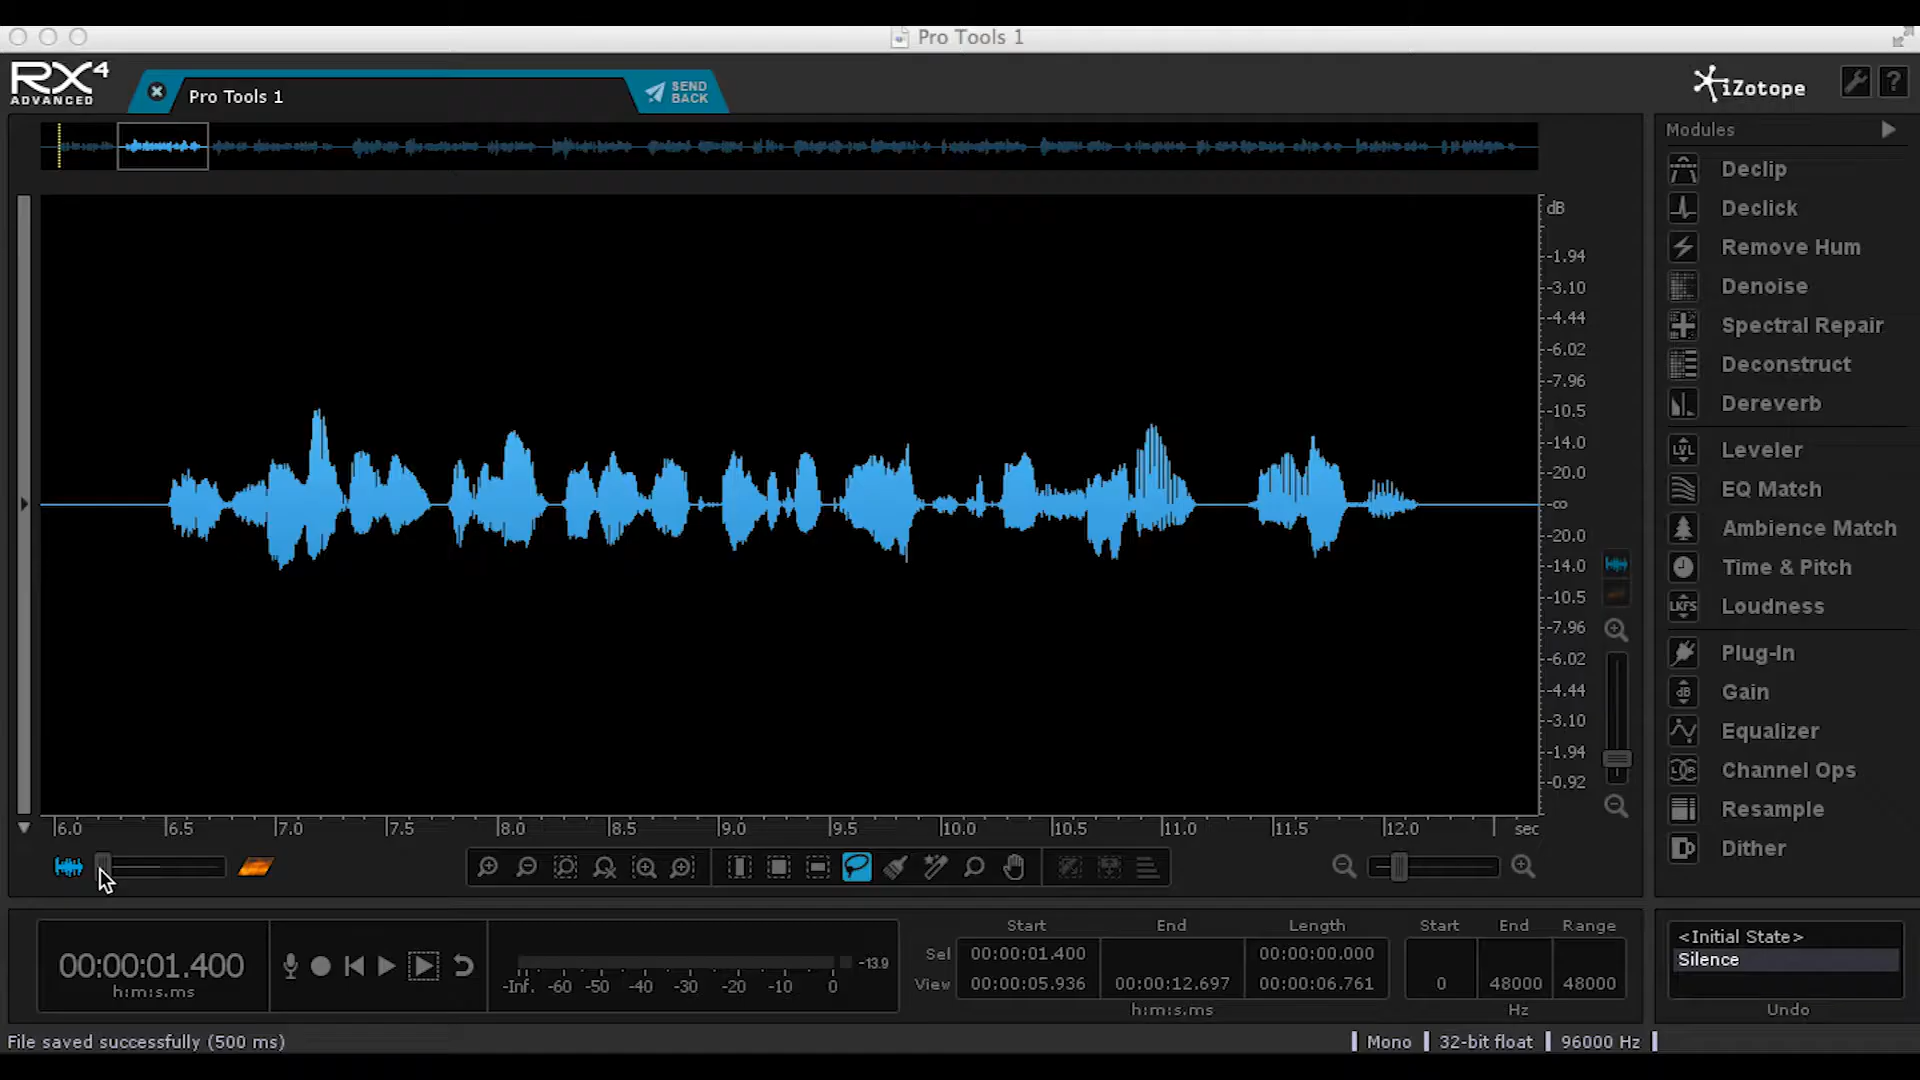 Pro Tools 1
RX4
ADVANCED
Pro Tools 1
SEND
BACK
iZotope
?
Modules
Declip
Declick
Remove Hum
Denoise
Spectral Repair
Deconstruct
Dereverb
Leveler
EQ Match
Ambience Match
Time & Pitch
Loudness
Plug-In
Gain
Equalizer
Channel Ops
Resample
Dither
LVL
LKFS
dB
L R
dB
-1.94
-3.10
-4.44
-6.02
-7.96
-10.5
-14.0
-20.0
-∞
-20.0
-14.0
-10.5
-7.96
-6.02
-4.44
-3.10
-1.94
-0.92
6.0 6.5 7.0 7.5 8.0 8.5 9.0 9.5 10.0 10.5 11.0 11.5 12.0 sec
00:00:01.400
h:m:s.ms
-13.9
-Inf. -60 -50 -40 -30 -20 -10 0
Start End Length
Sel 00:00:01.400 00:00:00.000
View 00:00:05.936 00:00:12.697 00:00:06.761
h:m:s.ms
Start End Range
0 48000 48000
Hz
<Initial State>
Silence
Undo
File saved successfully (500 ms)
Mono 32-bit float 96000 Hz